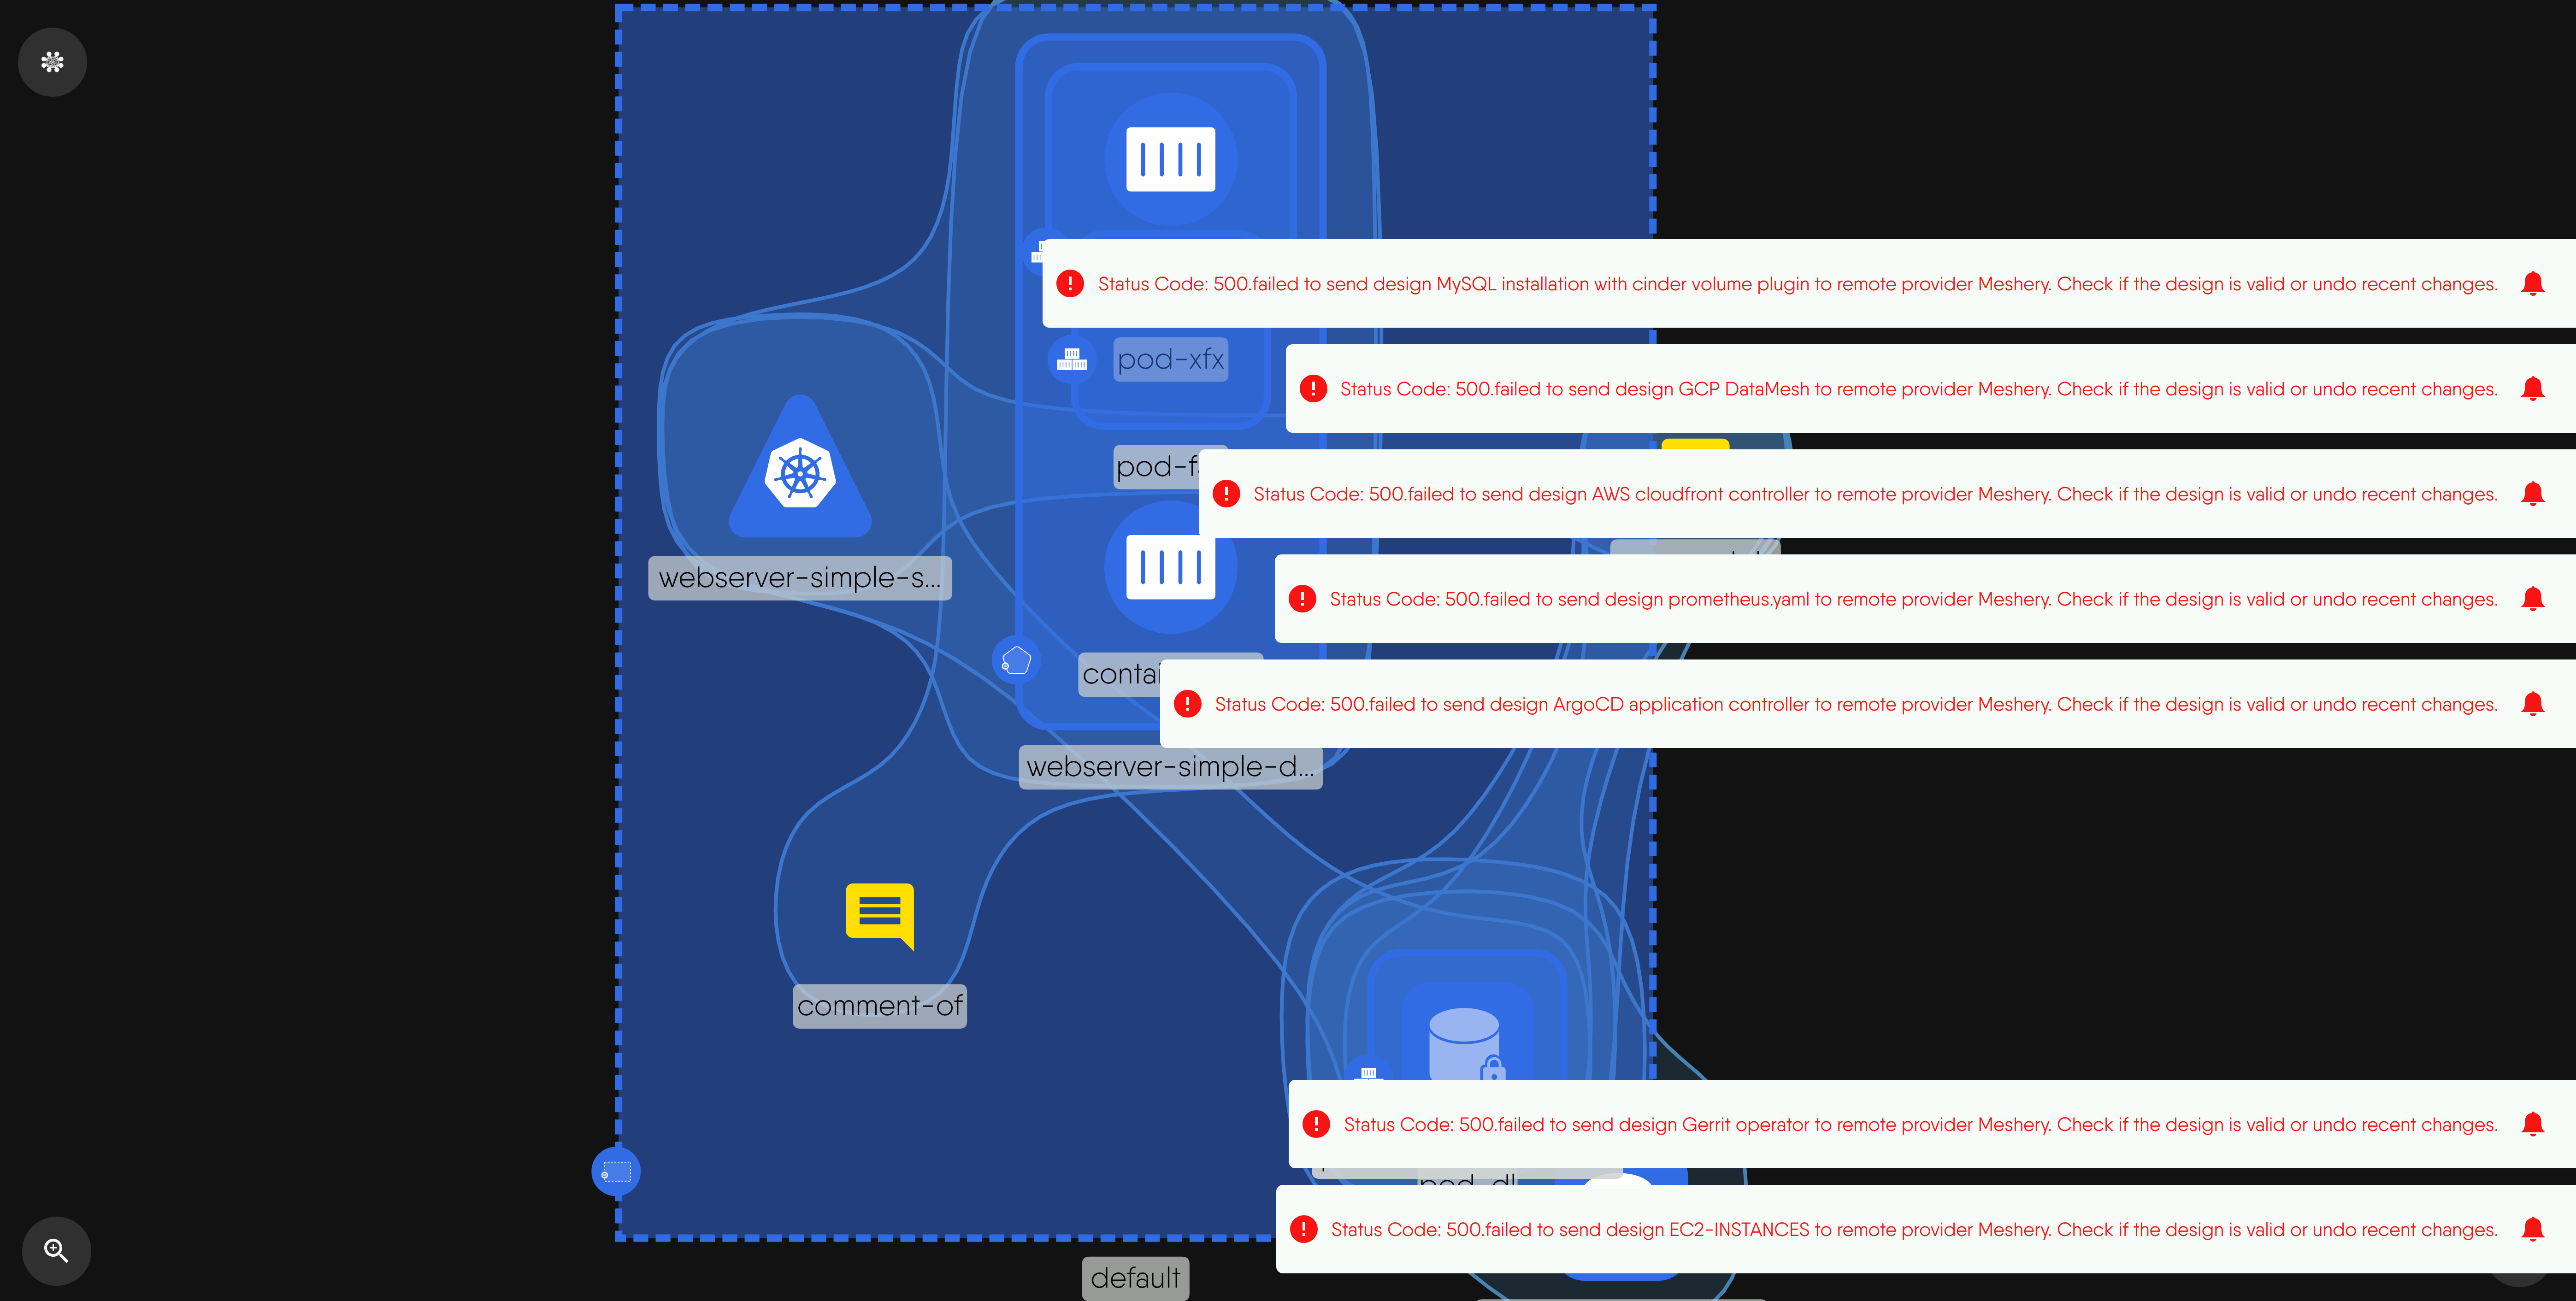 Status Code: 500.failed to send design MySQL installation with cinder volume plugin to remote provider Meshery. Check if the design is valid or undo recent changes.
pod-xfx
Status Code: 500.failed to send design GCP DataMesh to remote provider Meshery. Check if the design is valid or undo recent changes.
Status Code: 500.failed to send design AWS cloudfront controller to remote provider Meshery. Check if the design is valid or undo recent changes.
webserver-simple-s...
Status Code: 500.failed to send design prometheus.yaml to remote provider Meshery. Check if the design is valid or undo recent changes.
Status Code: 500.failed to send design ArgoCD application controller to remote provider Meshery. Check if the design is valid or undo recent changes.
webserver-simple-d...
comment-of
Status Code: 500.failed to send design Gerrit operator to remote provider Meshery. Check if the design is valid or undo recent changes.
Status Code: 500.failed to send design EC2-INSTANCES to remote provider Meshery. Check if the design is valid or undo recent changes.
default